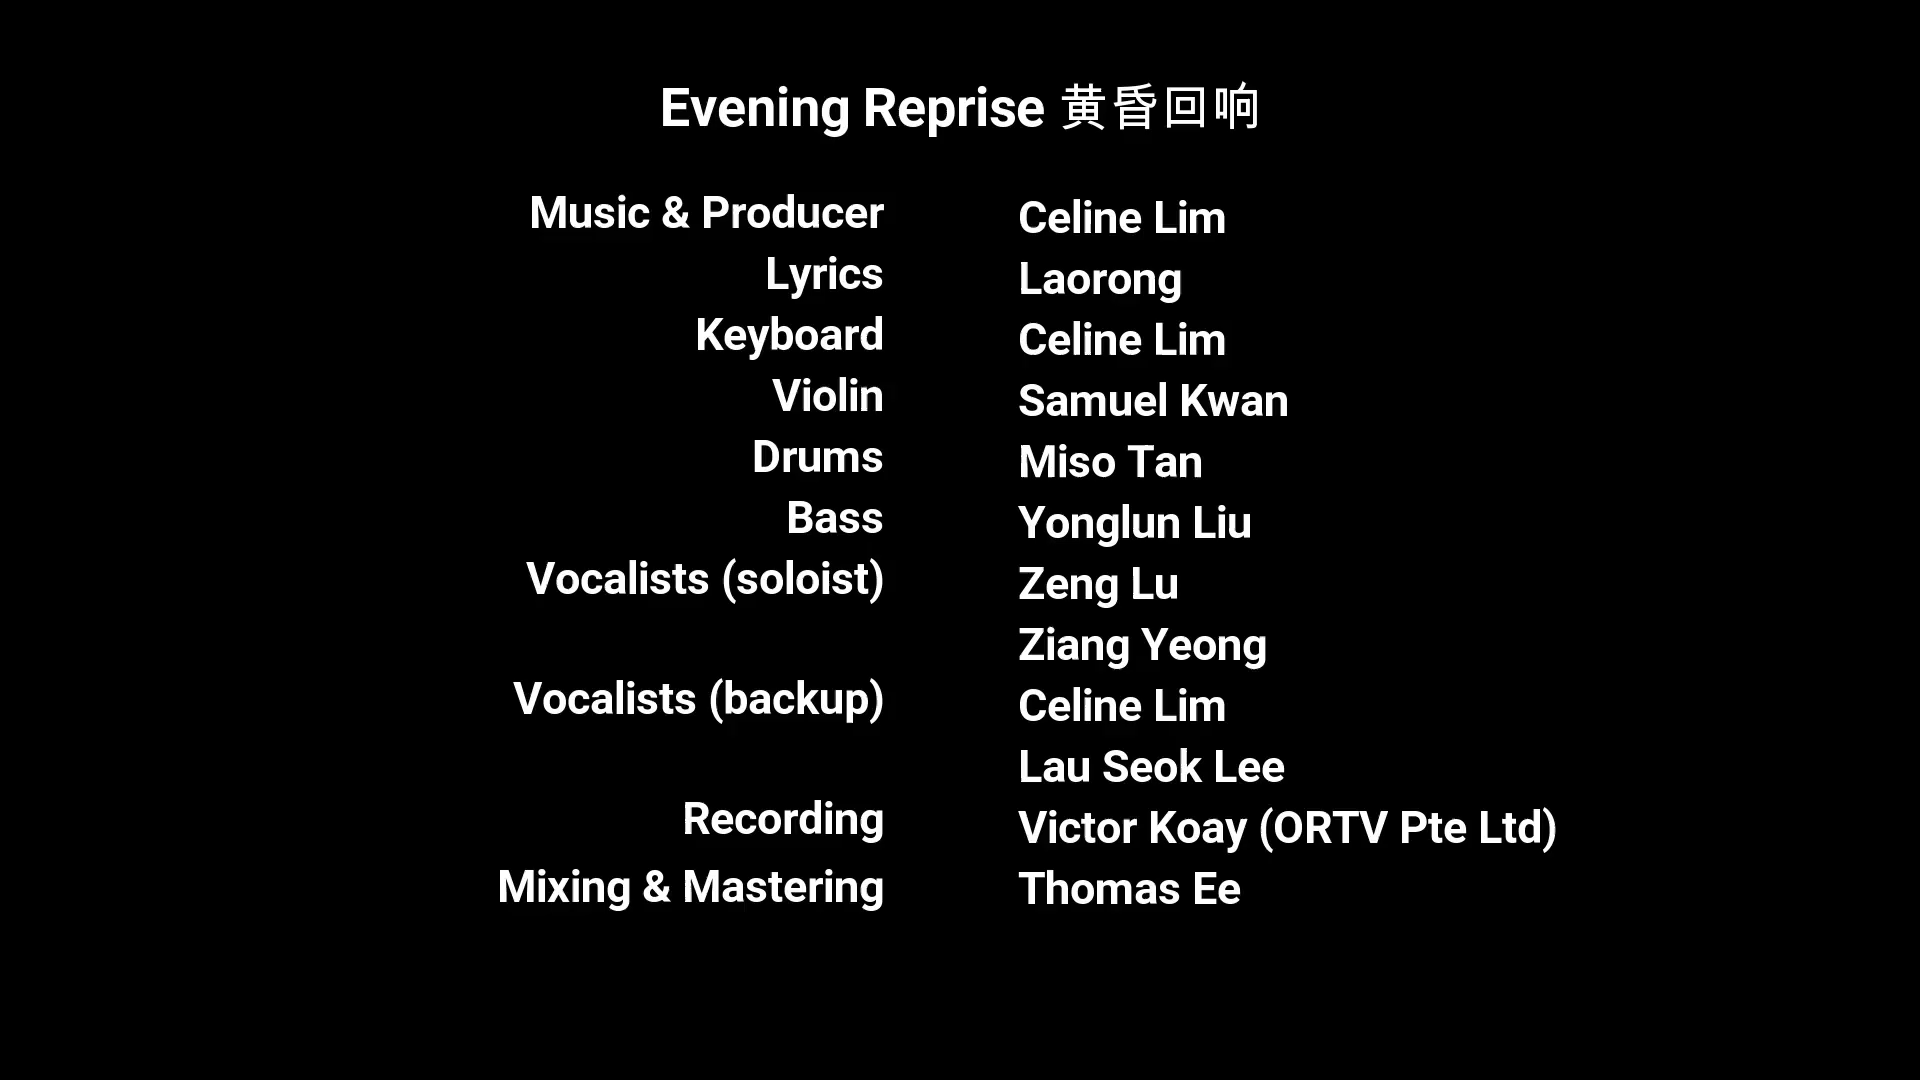 Evening Reprise 黄昏回响
Music & Producer Celine Lim
Lyrics Laorong
Keyboard Celine Lim
Violin Samuel Kwan
Drums Miso Tan
Bass Yonglun Liu
Vocalists (soloist) Zeng Lu
Ziang Yeong
Vocalists (backup) Celine Lim
Lau Seok Lee
Recording Victor Koay (ORTV Pte Ltd)
Mixing & Mastering Thomas Ee